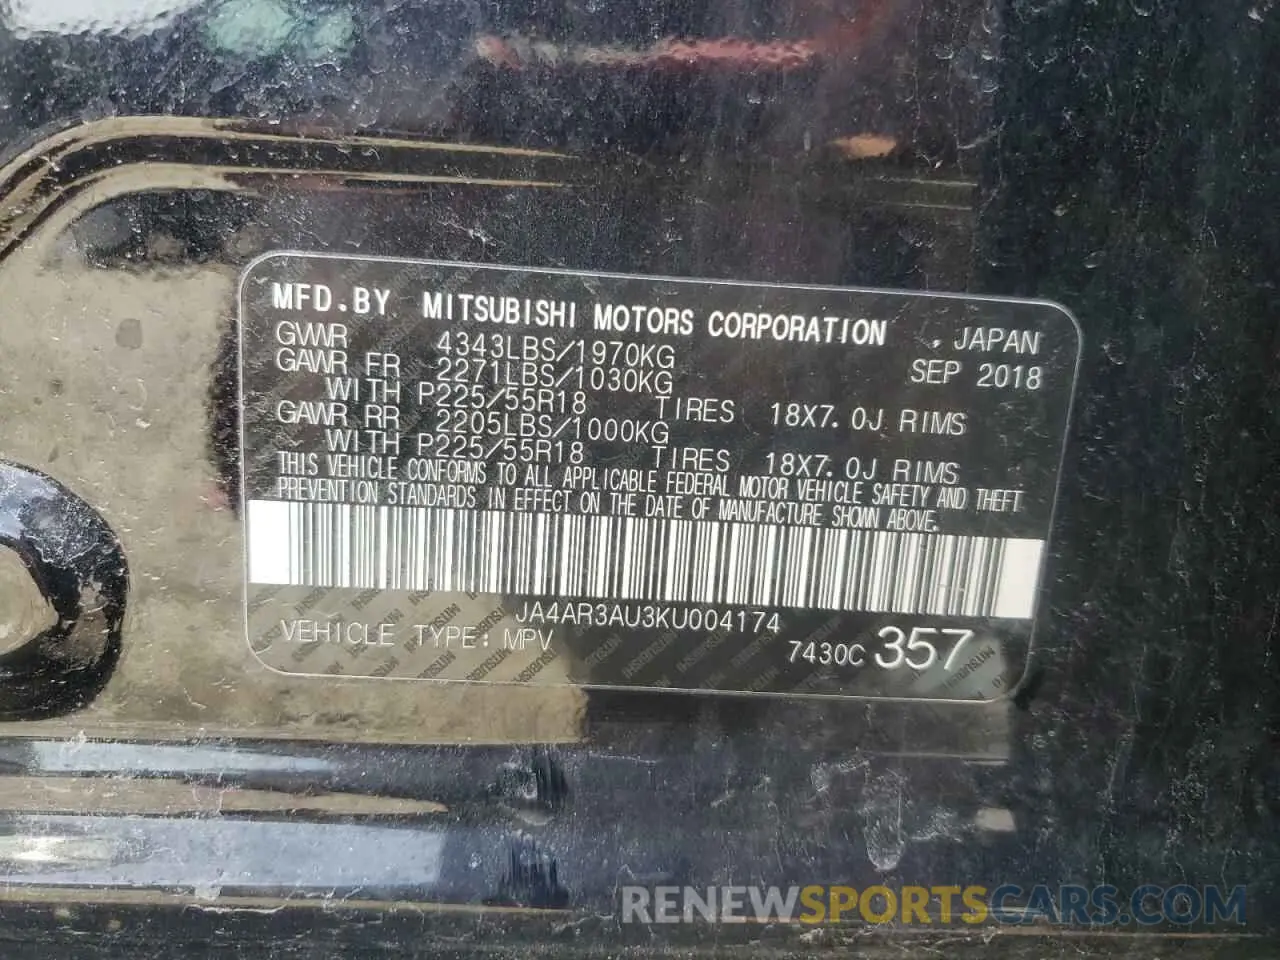 MFD.BY MITSUBISHI MOTORS CORPORATION , JAPAN
GVWR 4343LBS/1970KG SEP 2018
GAWR FR 2271LBS/1030KG
WITH P225/55R18 TIRES 18X7.0J RIMS
GAWR RR 2205LBS/1000KG
WITH P225/55R18 TIRES 18X7.0J RIMS
THIS VEHICLE CONFORMS TO ALL APPLICABLE FEDERAL MOTOR VEHICLE SAFETY AND THEFT
PREVENTION STANDARDS IN EFFECT ON THE DATE OF MANUFACTURE SHOWN ABOVE.
JA4AR3AU3KU004174
VEHICLE TYPE: MPV 7430C 357
RENEWSPORTSCARS.COM